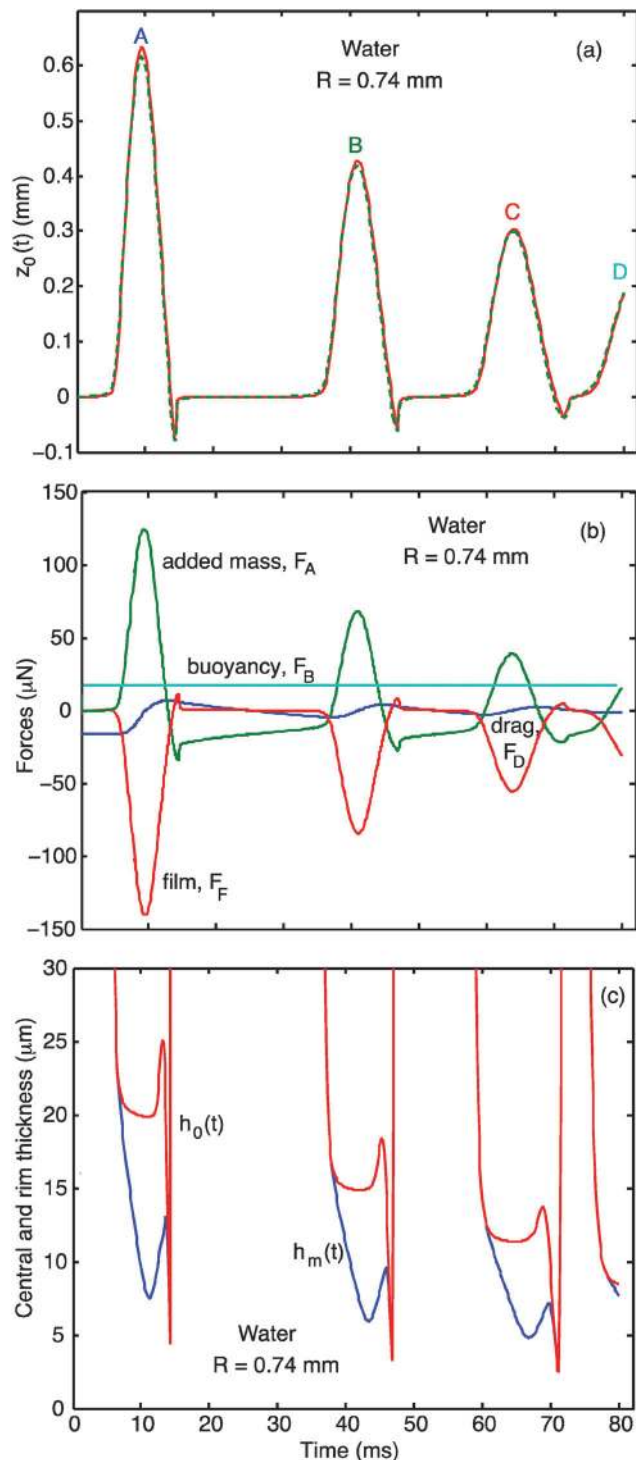 A
Water
(a)
R = 0.74 mm
B
C
D
z0(t) (mm)
0.6
0.5
0.4
0.3
0.2
0.1
0
−0.1
150
Water
(b)
R = 0.74 mm
added mass, FA
buoyancy, FB
drag,
FD
film, FF
Forces (μN)
100
50
0
−50
−100
−150
30
(c)
h0(t)
hm(t)
Water
R = 0.74 mm
Central and rim thickness (μm)
25
20
15
10
5
0
0 10 20 30 40 50 60 70 80
Time (ms)